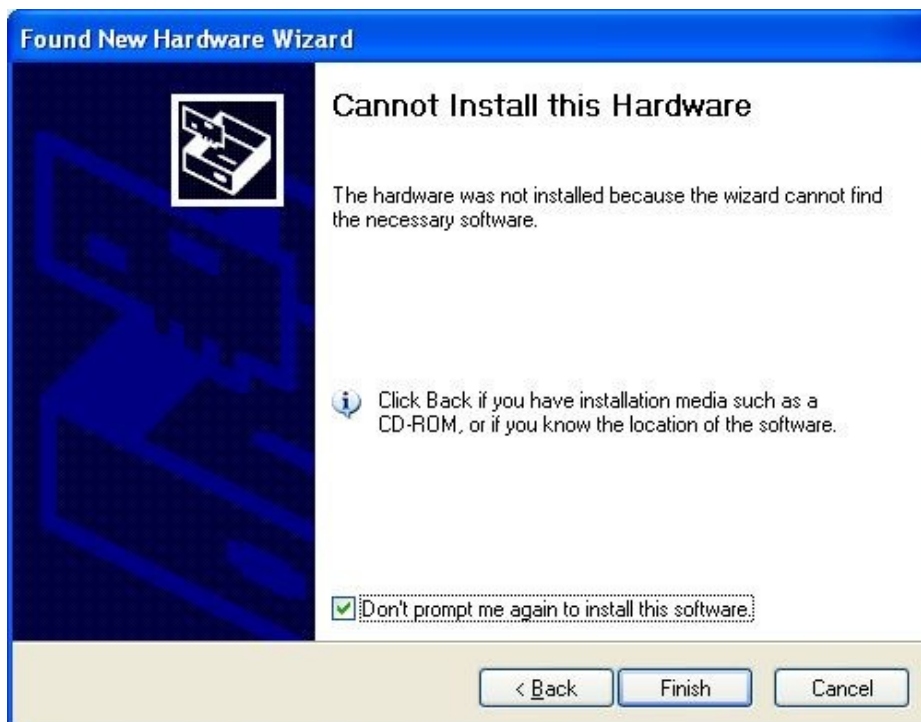 Found New Hardware Wizard
Cannot Install this Hardware
The hardware was not installed because the wizard cannot find
the necessary software.
Click Back if you have installation media such as a
CD-ROM, or if you know the location of the software.
Don't prompt me again to install this software.
< Back Finish Cancel